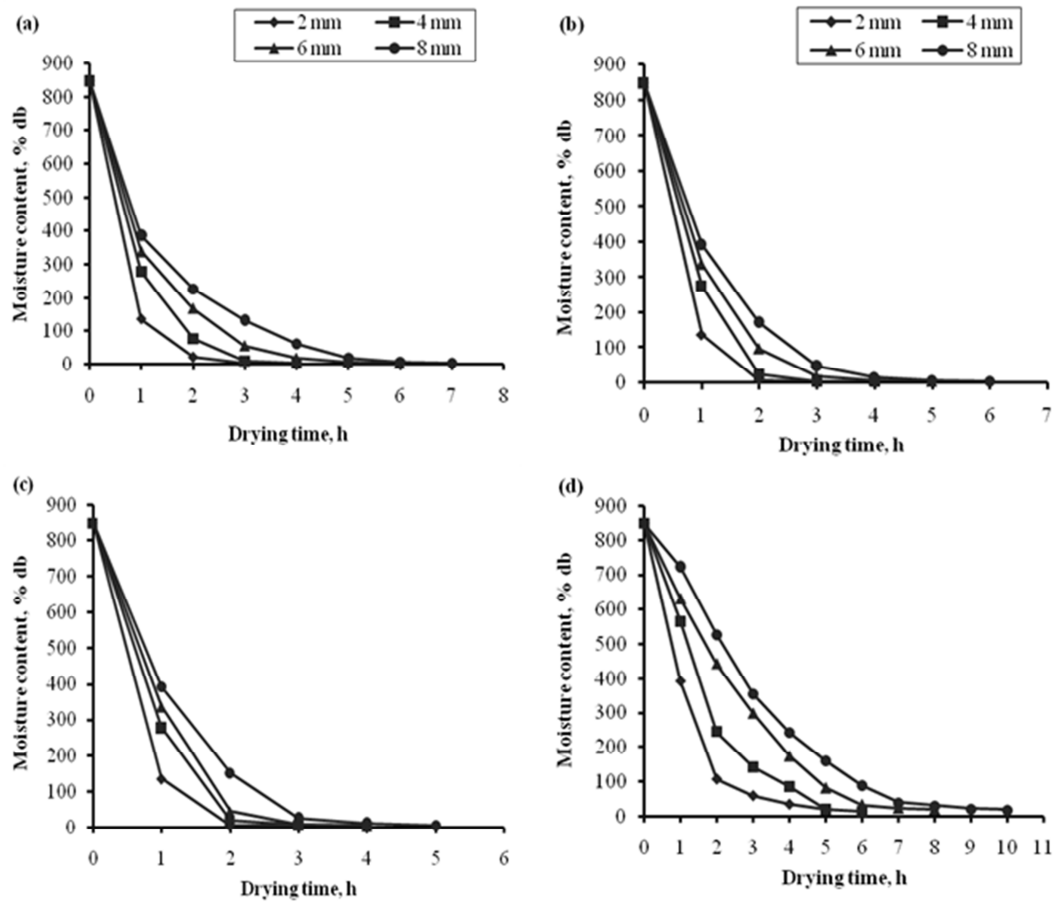 (a)
2 mm 4 mm
6 mm 8 mm
900
800
700
600
500
400
300
200
100
0
Moisture content, % db
0 1 2 3 4 5 6 7 8
Drying time, h
(b)
2 mm 4 mm
6 mm 8 mm
900
800
700
600
500
400
300
200
100
0
Moisture content, % db
0 1 2 3 4 5 6 7
Drying time, h
(c)
900
800
700
600
500
400
300
200
100
0
Moisture content, % db
0 1 2 3 4 5 6
Drying time, h
(d)
900
800
700
600
500
400
300
200
100
0
Moisture content, % db
0 1 2 3 4 5 6 7 8 9 10 11
Drying time, h